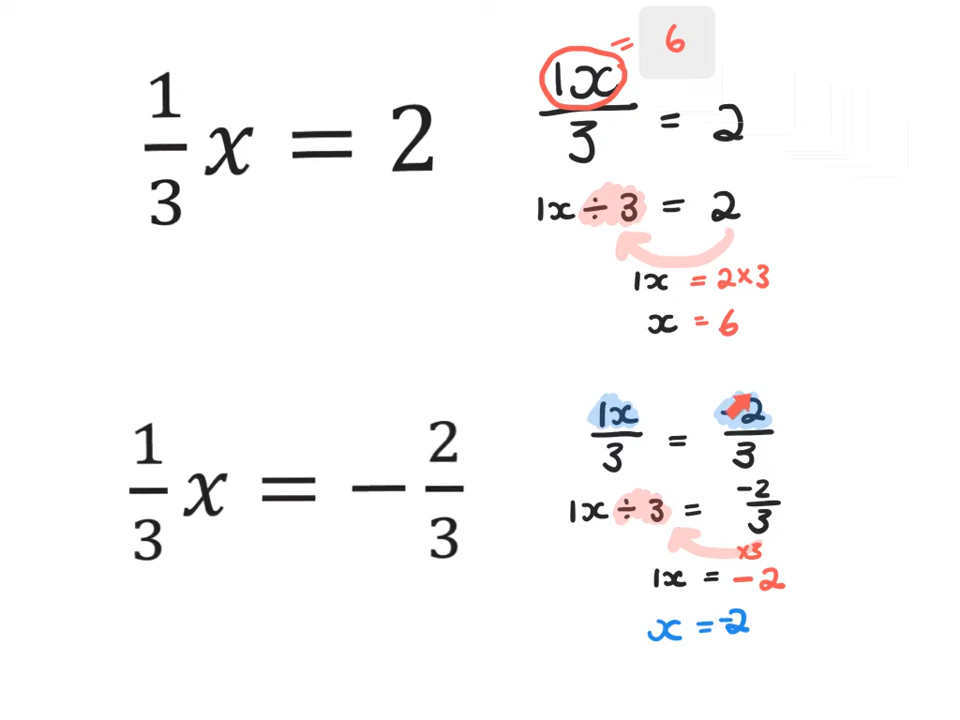 1/3 x = 2
1x/3 = 2
= 6
1x ÷ 3 = 2
1x = 2 × 3
x = 6
1/3 x = - 2/3
1x/3 = -2/3
1x ÷ 3 = -2/3
×3
1x = -2
x = -2